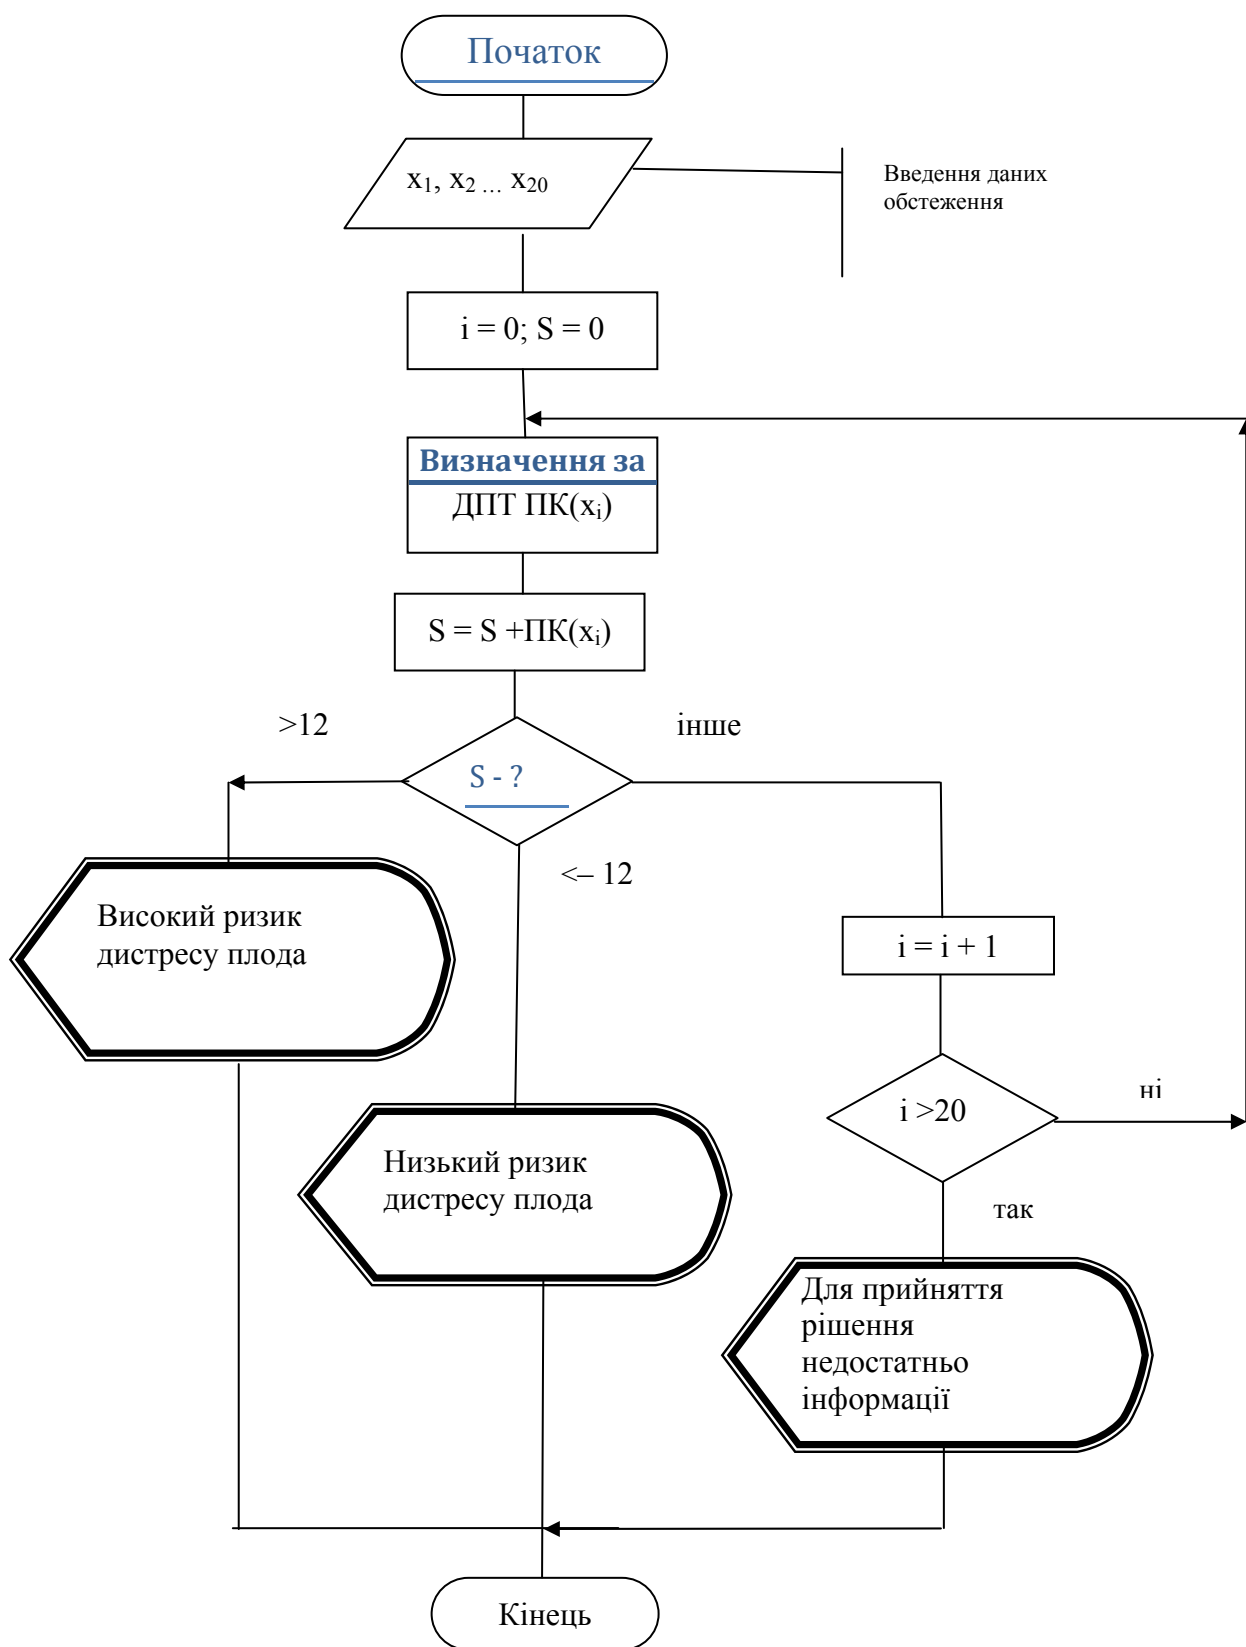 Початок
x1, x2 ... x20
Введення даних
обстеження
i = 0; S = 0
Визначення за
ДПТ ПК(xi)
S = S +ПК(xi)
>12
інше
S - ?
<– 12
Високий ризик
дистресу плода
i = i + 1
i >20
ні
Низький ризик
дистресу плода
так
Для прийняття
рішення
недостатньо
інформації
Кінець